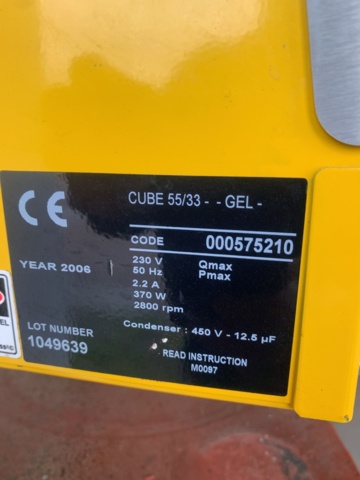 CE
CUBE 55/33 - - GEL -
CODE 000575210
YEAR 2006
230 V Qmax
50 Hz Pmax
2.2 A
370 W
2800 rpm
LOT NUMBER
1049639
Condenser : 450 V - 12.5 µF
READ INSTRUCTION
M0097